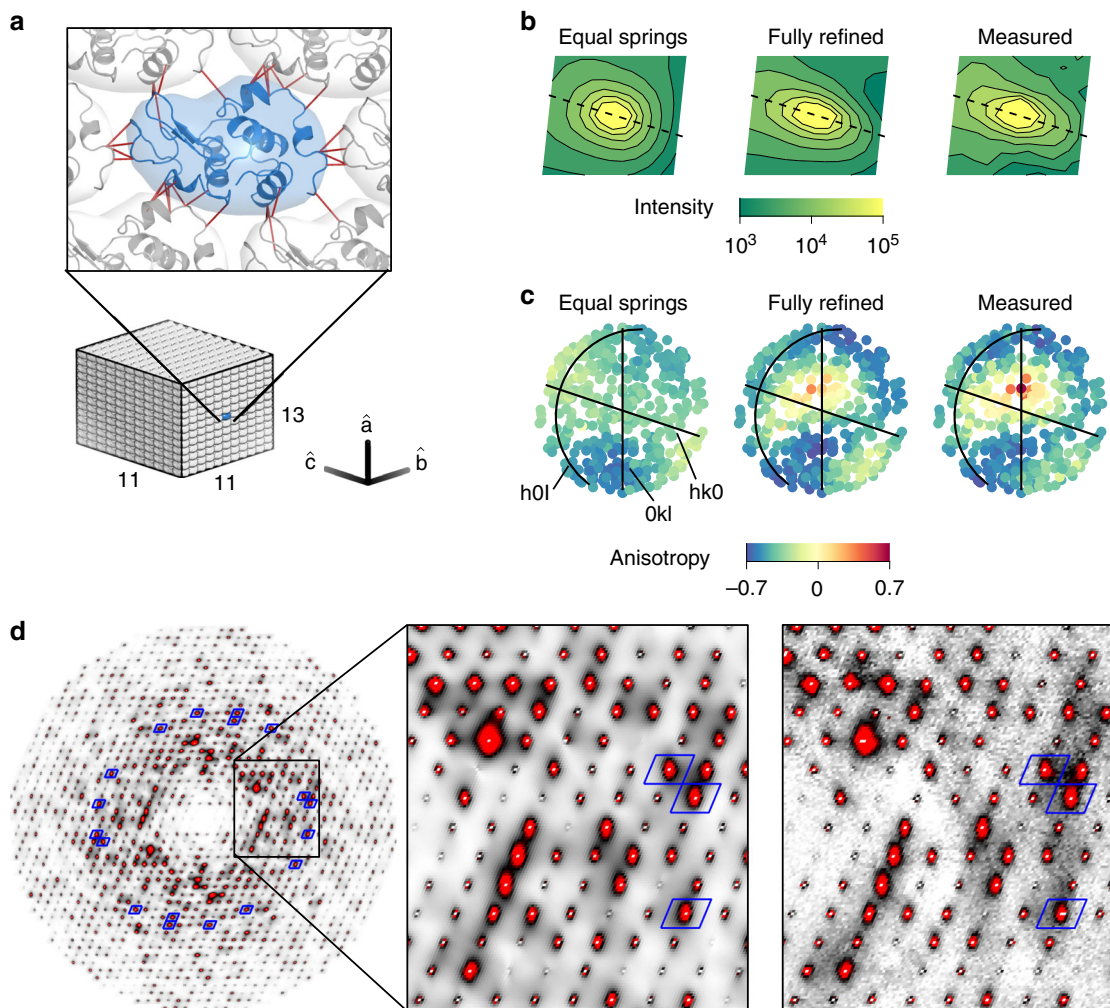 a
13
11
11
â
ĉ
b̂
b
Equal springs
Fully refined
Measured
Intensity
10³
10⁴
10⁵
c
Equal springs
Fully refined
Measured
h0l
0kl
hk0
Anisotropy
–0.7
0
0.7
d